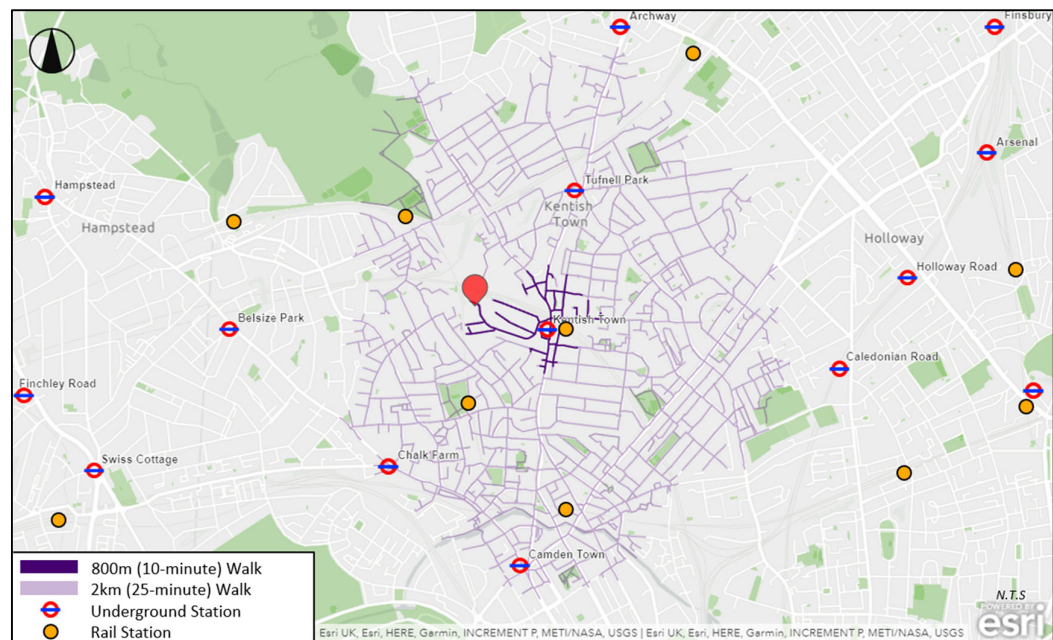 Archway
Finsbury
Arsenal
Tufnell Park
Hampstead
Kentish
Town
Hampstead
Holloway
Holloway Road
Belsize Park
Kentish Town
Caledonian Road
Finchley Road
Chalk Farm
Swiss Cottage
Camden Town
800m (10-minute) Walk
2km (25-minute) Walk
Underground Station
Rail Station
N.T.S
POWERED BY
esri
Esri UK, Esri, HERE, Garmin, INCREMENT P, METI/NASA, USGS | Esri UK, Esri, HERE, Garmin, INCREMENT P, METI/NASA, USGS